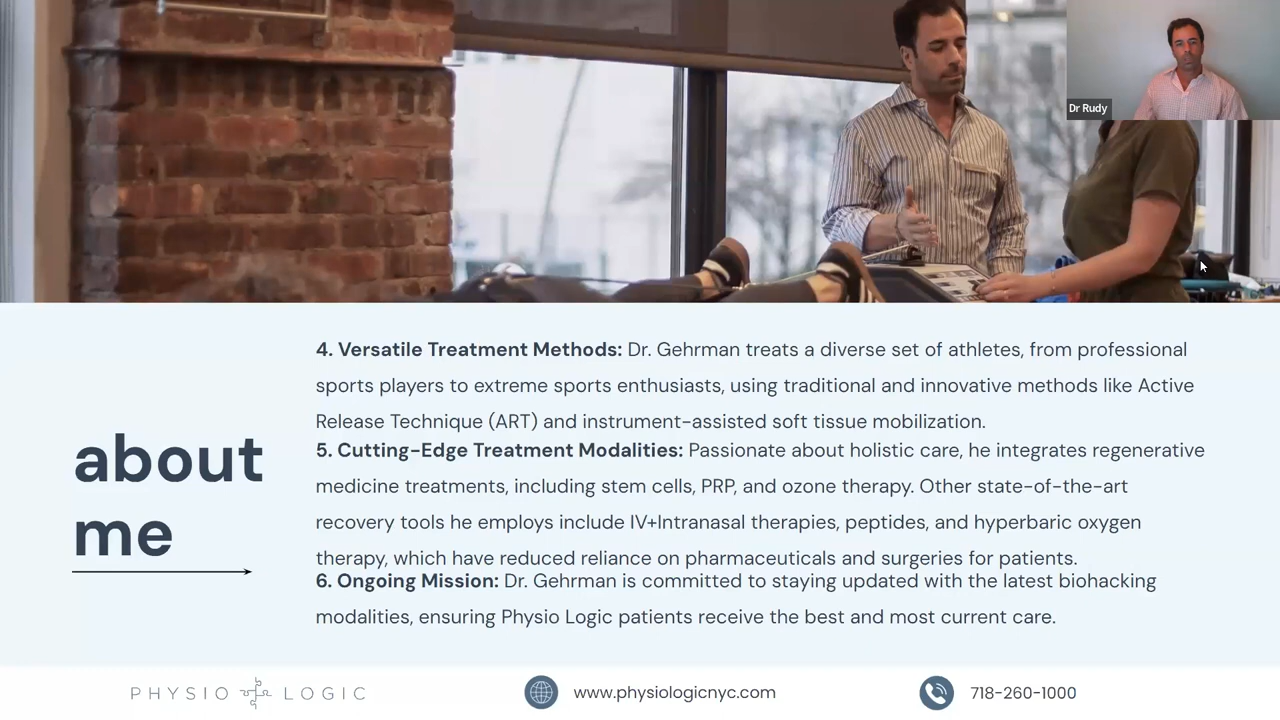 Dr Rudy
4. Versatile Treatment Methods: Dr. Gehrman treats a diverse set of athletes, from professional
sports players to extreme sports enthusiasts, using traditional and innovative methods like Active
Release Technique (ART) and instrument-assisted soft tissue mobilization.
5. Cutting-Edge Treatment Modalities: Passionate about holistic care, he integrates regenerative
medicine treatments, including stem cells, PRP, and ozone therapy. Other state-of-the-art
recovery tools he employs include IV+Intranasal therapies, peptides, and hyperbaric oxygen
therapy, which have reduced reliance on pharmaceuticals and surgeries for patients.
6. Ongoing Mission: Dr. Gehrman is committed to staying updated with the latest biohacking
modalities, ensuring Physio Logic patients receive the best and most current care.
about
me
PHYSIO LOGIC
www.physiologicnyc.com
718-260-1000